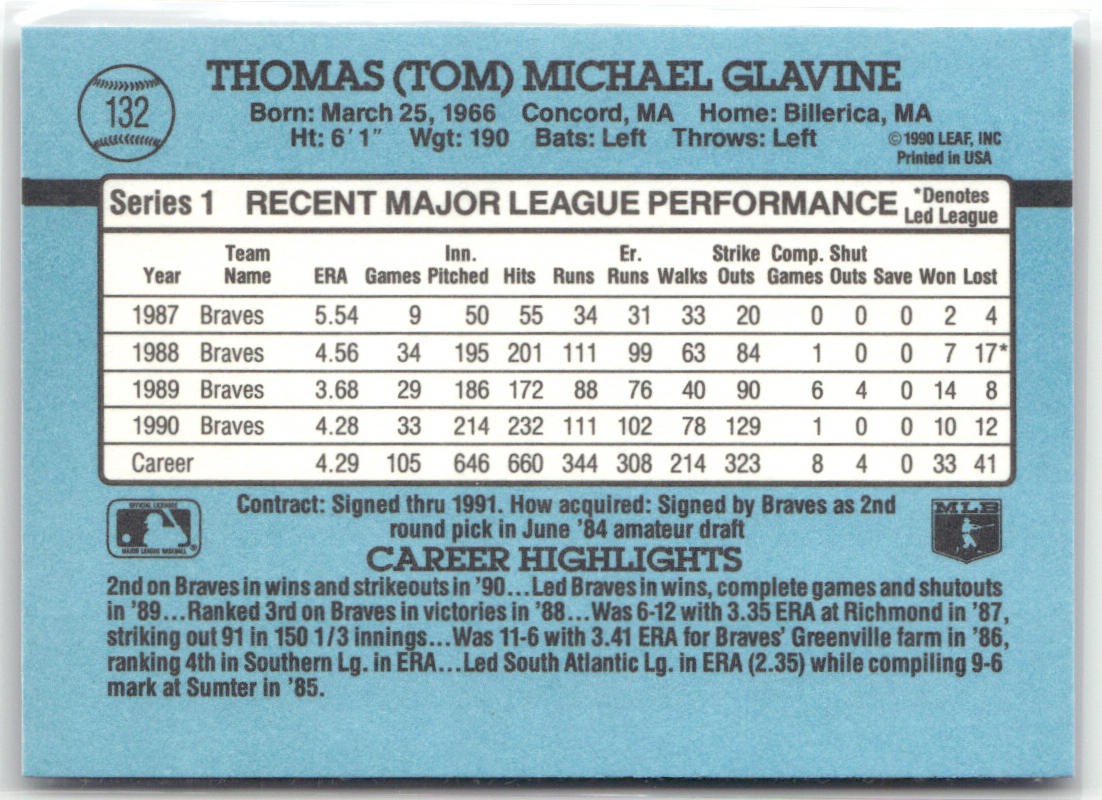 132
THOMAS (TOM) MICHAEL GLAVINE
Born: March 25, 1966 Concord, MA Home: Billerica, MA
Ht: 6' 1" Wgt: 190 Bats: Left Throws: Left
©1990 LEAF, INC
Printed in USA
Series 1 RECENT MAJOR LEAGUE PERFORMANCE *Denotes
Led League
Team Inn. Er. Strike Comp. Shut
Year Name ERA Games Pitched Hits Runs Runs Walks Outs Games Outs Save Won Lost
1987 Braves 5.54 9 50 55 34 31 33 20 0 0 0 2 4
1988 Braves 4.56 34 195 201 111 99 63 84 1 0 0 7 17*
1989 Braves 3.68 29 186 172 88 76 40 90 6 4 0 14 8
1990 Braves 4.28 33 214 232 111 102 78 129 1 0 0 10 12
Career 4.29 105 646 660 344 308 214 323 8 4 0 33 41
OFFICIAL LICENSEE
MAJOR LEAGUE BASEBALL
Contract: Signed thru 1991. How acquired: Signed by Braves as 2nd
round pick in June '84 amateur draft
MLB
CAREER HIGHLIGHTS
2nd on Braves in wins and strikeouts in '90...Led Braves in wins, complete games and shutouts
in '89...Ranked 3rd on Braves in victories in '88...Was 6-12 with 3.35 ERA at Richmond in '87,
striking out 91 in 150 1/3 innings...Was 11-6 with 3.41 ERA for Braves' Greenville farm in '86,
ranking 4th in Southern Lg. in ERA...Led South Atlantic Lg. in ERA (2.35) while compiling 9-6
mark at Sumter in '85.